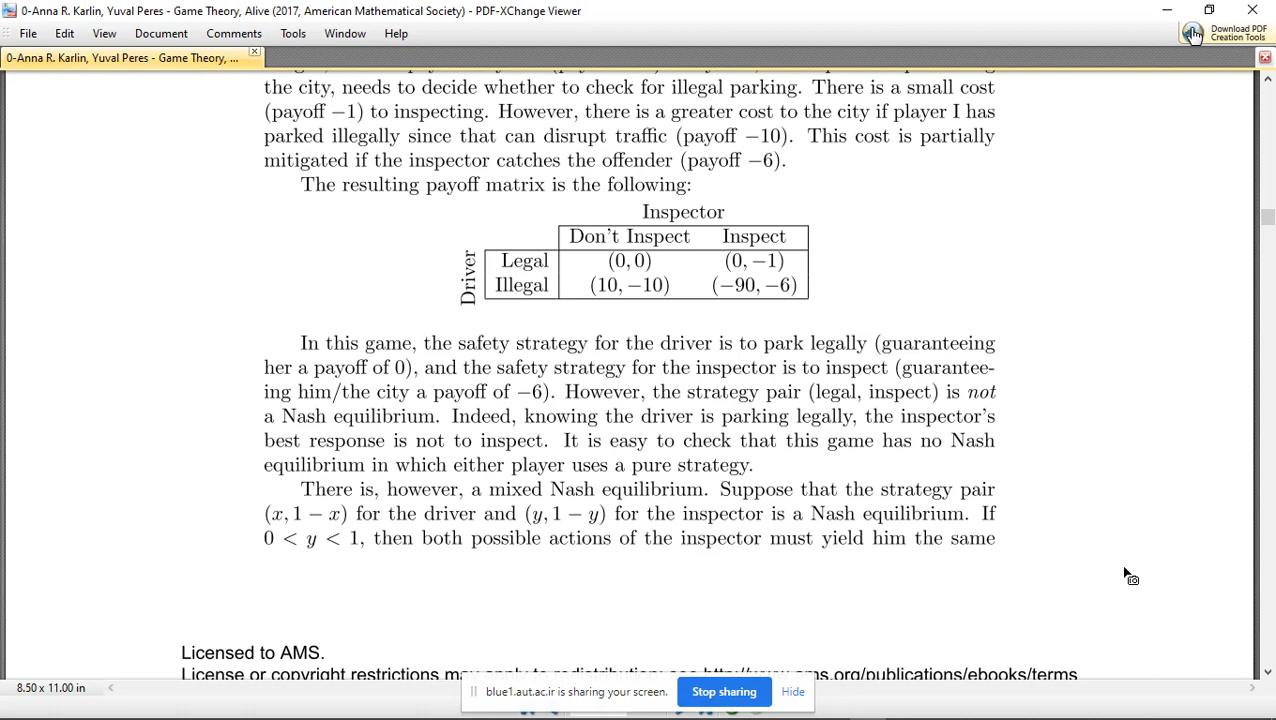 0-Anna R. Karlin, Yuval Peres - Game Theory, Alive (2017, American Mathematical Society) - PDF-XChange Viewer
File Edit View Document Comments Tools Window Help
Download PDF
Creation Tools
0-Anna R. Karlin, Yuval Peres - Game Theory, ...
the city, needs to decide whether to check for illegal parking. There is a small cost
(payoff −1) to inspecting. However, there is a greater cost to the city if player I has
parked illegally since that can disrupt traffic (payoff −10). This cost is partially
mitigated if the inspector catches the offender (payoff −6).
The resulting payoff matrix is the following:
Inspector
Don't Inspect Inspect
Driver
Legal (0, 0) (0, −1)
Illegal (10, −10) (−90, −6)
In this game, the safety strategy for the driver is to park legally (guaranteeing
her a payoff of 0), and the safety strategy for the inspector is to inspect (guarantee-
ing him/the city a payoff of −6). However, the strategy pair (legal, inspect) is not
a Nash equilibrium. Indeed, knowing the driver is parking legally, the inspector's
best response is not to inspect. It is easy to check that this game has no Nash
equilibrium in which either player uses a pure strategy.
There is, however, a mixed Nash equilibrium. Suppose that the strategy pair
(x, 1 − x) for the driver and (y, 1 − y) for the inspector is a Nash equilibrium. If
0 < y < 1, then both possible actions of the inspector must yield him the same
Licensed to AMS.
License or copyright restrictions may apply to redistribution; see http://www.ams.org/publications/ebooks/terms
8.50 x 11.00 in
blue1.aut.ac.ir is sharing your screen. Stop sharing Hide